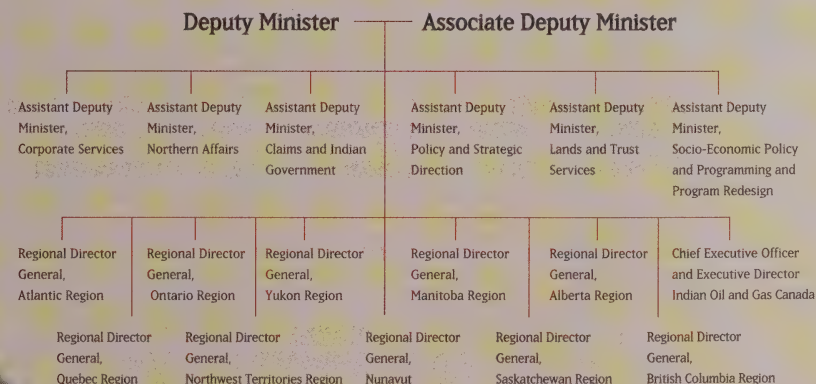 Deputy Minister
Associate Deputy Minister
Assistant Deputy
Minister,
Corporate Services
Assistant Deputy
Minister,
Northern Affairs
Assistant Deputy
Minister,
Claims and Indian
Government
Assistant Deputy
Minister,
Policy and Strategic
Direction
Assistant Deputy
Minister,
Lands and Trust
Services
Assistant Deputy
Minister,
Socio-Economic Policy
and Programming and
Program Redesign
Regional Director
General,
Atlantic Region
Regional Director
General,
Ontario Region
Regional Director
General,
Yukon Region
Regional Director
General,
Manitoba Region
Regional Director
General,
Alberta Region
Chief Executive Officer
and Executive Director
Indian Oil and Gas Canada
Regional Director
General,
Quebec Region
Regional Director
General,
Northwest Territories Region
Regional Director
General,
Nunavut
Regional Director
General,
Saskatchewan Region
Regional Director
General,
British Columbia Region